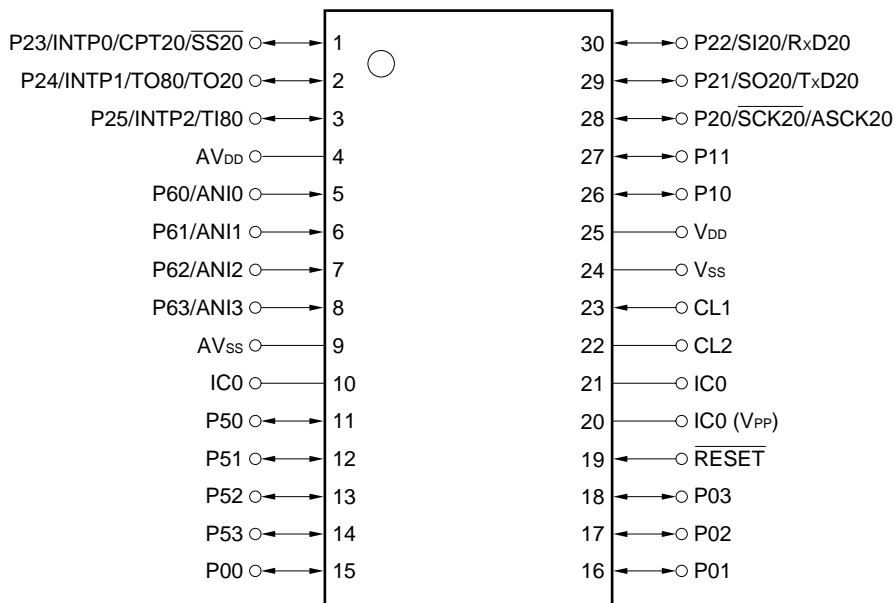 P23/INTP0/CPT20/SS20 1 30 P22/SI20/RxD20
P24/INTP1/TO80/TO20 2 29 P21/SO20/TxD20
P25/INTP2/TI80 3 28 P20/SCK20/ASCK20
AVDD 4 27 P11
P60/ANI0 5 26 P10
P61/ANI1 6 25 VDD
P62/ANI2 7 24 VSS
P63/ANI3 8 23 CL1
AVSS 9 22 CL2
IC0 10 21 IC0
P50 11 20 IC0 (VPP)
P51 12 19 RESET
P52 13 18 P03
P53 14 17 P02
P00 15 16 P01